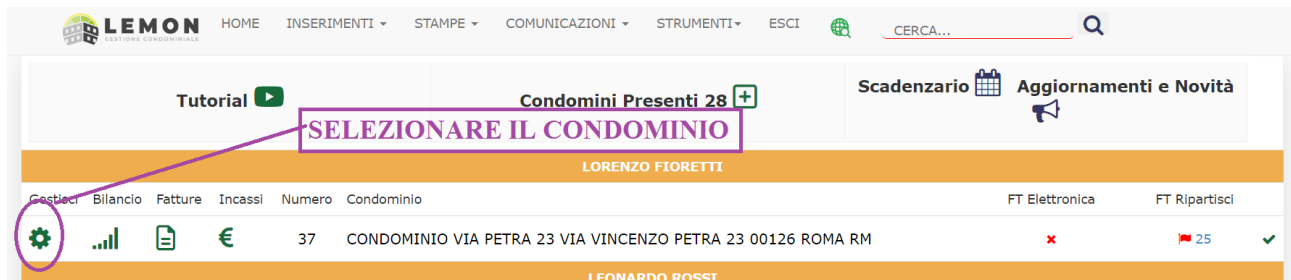 LEMON HOME INSERIMENTI STAMPE COMUNICAZIONI STRUMENTI ESCI CERCA...
GESTIONE CONDOMINIALE
Tutorial Condomini Presenti 28 Scadenzario Aggiornamenti e Novità
SELEZIONARE IL CONDOMINIO
LORENZO FIORETTI
Gestisci Bilancio Fatture Incassi Numero Condominio FT Elettronica FT Ripartisci
37 CONDOMINIO VIA PETRA 23 VIA VINCENZO PETRA 23 00126 ROMA RM 25
LEONARDO ROSSI